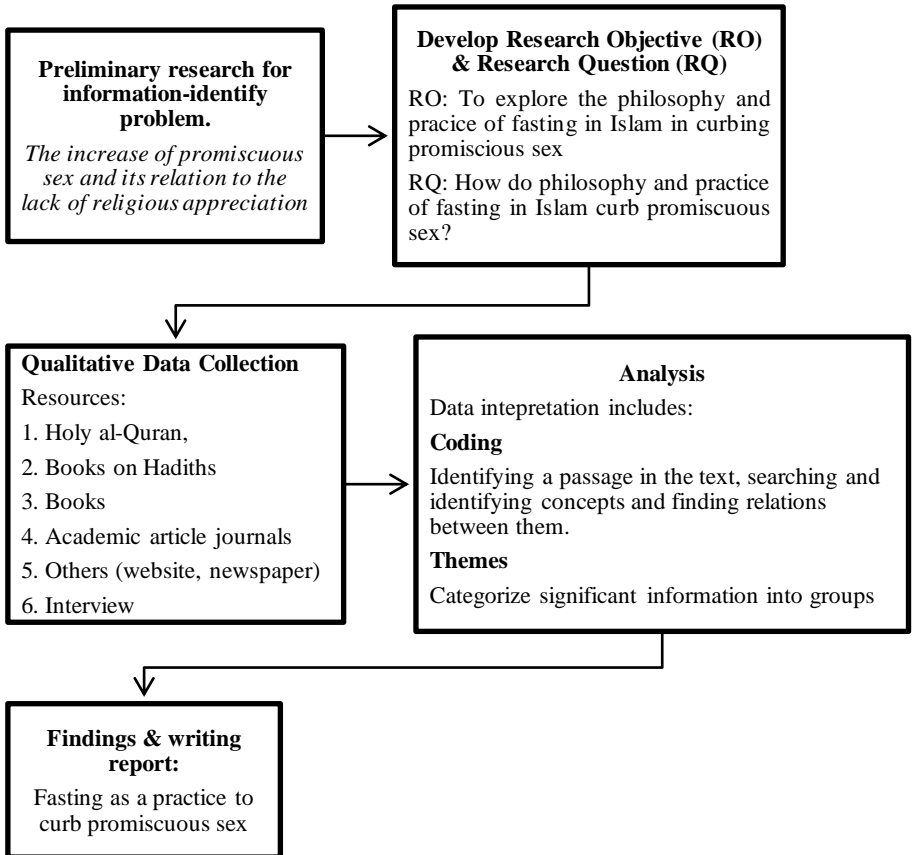 Preliminary research for
information-identify
problem.
The increase of promiscuous
sex and its relation to the
lack of religious appreciation
Develop Research Objective (RO)
& Research Question (RQ)
RO: To explore the philosophy and
pracice of fasting in Islam in curbing
promiscious sex
RQ: How do philosophy and practice
of fasting in Islam curb promiscuous
sex?
Qualitative Data Collection
Resources:
1. Holy al-Quran,
2. Books on Hadiths
3. Books
4. Academic article journals
5. Others (website, newspaper)
6. Interview
Analysis
Data intepretation includes:
Coding
Identifying a passage in the text, searching and
identifying concepts and finding relations
between them.
Themes
Categorize significant information into groups
Findings & writing
report:
Fasting as a practice to
curb promiscuous sex